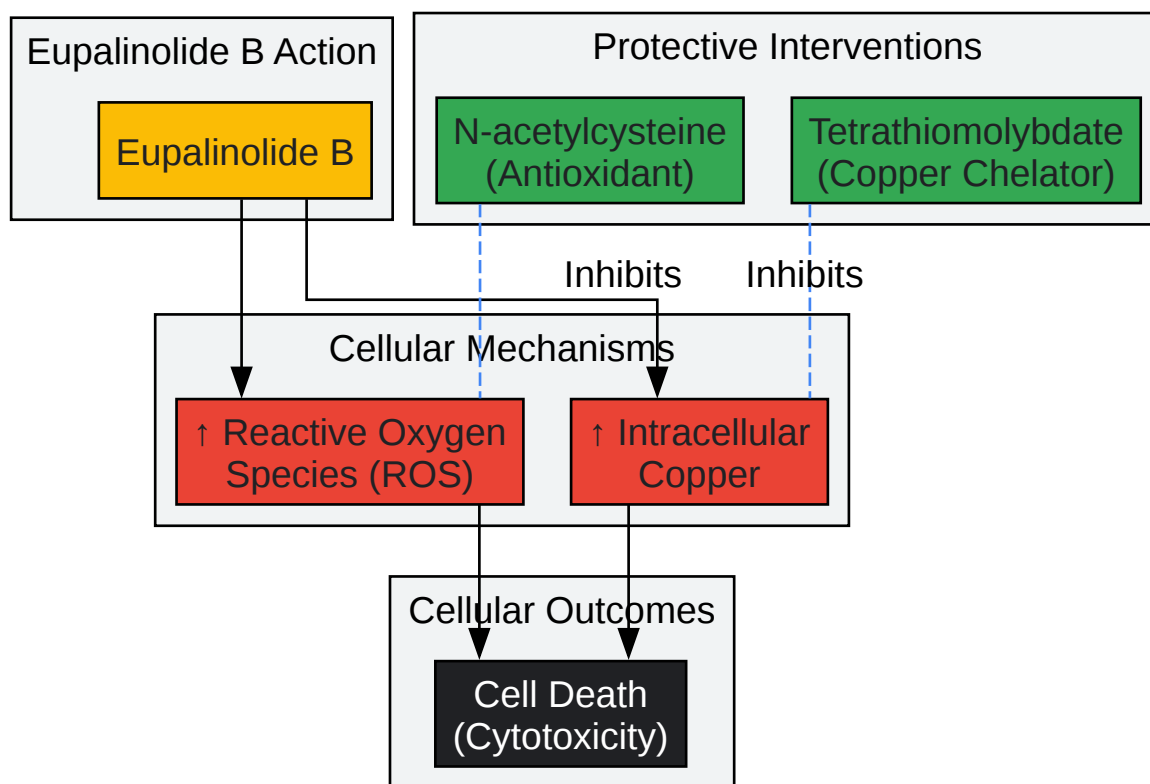 Eupalinolide B Action
Protective Interventions
Eupalinolide B
N-acetylcysteine
(Antioxidant)
Tetrathiomolybdate
(Copper Chelator)
Inhibits
Inhibits
Cellular Mechanisms
↑ Reactive Oxygen
Species (ROS)
↑ Intracellular
Copper
Cellular Outcomes
Cell Death
(Cytotoxicity)